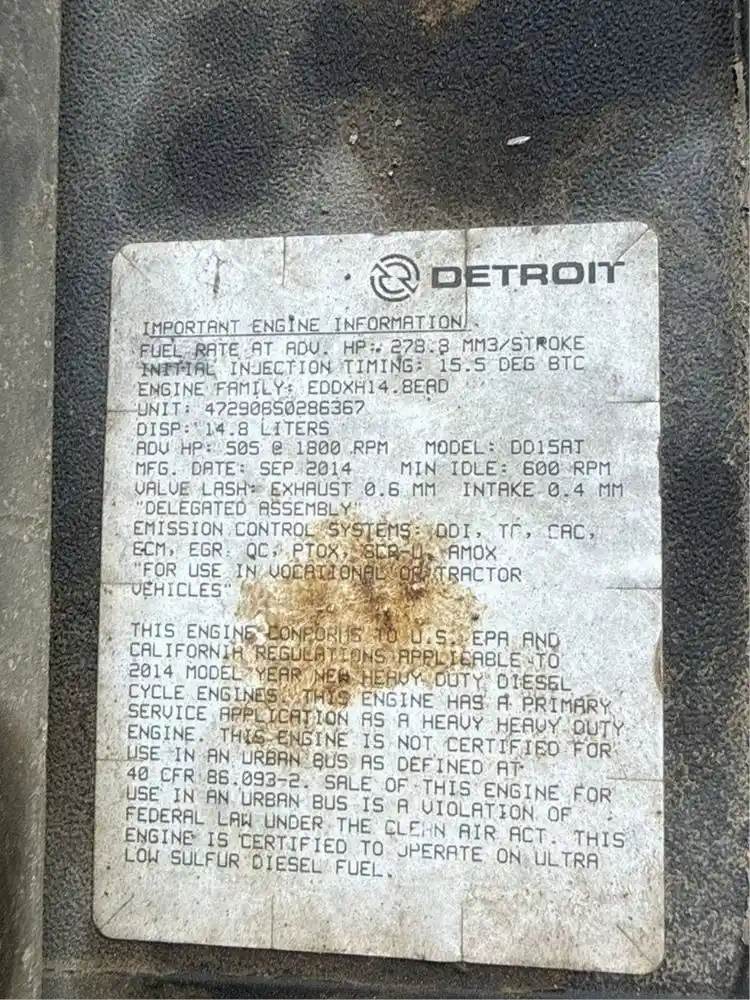 DETROIT
IMPORTANT ENGINE INFORMATION
FUEL RATE AT ADV. HP: 278.8 MM3/STROKE
INITIAL INJECTION TIMING: 15.5 DEG BTC
ENGINE FAMILY: EDDXH14.8EAD
UNIT: 472908S0286367
DISP: 14.8 LITERS
ADV HP: 505 @ 1800 RPM MODEL: DD15AT
MFG. DATE: SEP 2014 MIN IDLE: 600 RPM
VALVE LASH: EXHAUST 0.6 MM INTAKE 0.4 MM
"DELEGATED ASSEMBLY"
EMISSION CONTROL SYSTEMS: DDI, TC, CAC,
ECM, EGR, OC, PTOX, SCR-U, AMOX
"FOR USE IN VOCATIONAL OR TRACTOR
VEHICLES"
THIS ENGINE CONFORMS TO U.S. EPA AND
CALIFORNIA REGULATIONS APPLICABLE TO
2014 MODEL YEAR NEW HEAVY DUTY DIESEL
CYCLE ENGINES. THIS ENGINE HAS A PRIMARY
SERVICE APPLICATION AS A HEAVY HEAVY DUTY
ENGINE. THIS ENGINE IS NOT CERTIFIED FOR
USE IN AN URBAN BUS AS DEFINED AT
40 CFR 86.093-2. SALE OF THIS ENGINE FOR
USE IN AN URBAN BUS IS A VIOLATION OF
FEDERAL LAW UNDER THE CLEAN AIR ACT. THIS
ENGINE IS CERTIFIED TO OPERATE ON ULTRA
LOW SULFUR DIESEL FUEL.